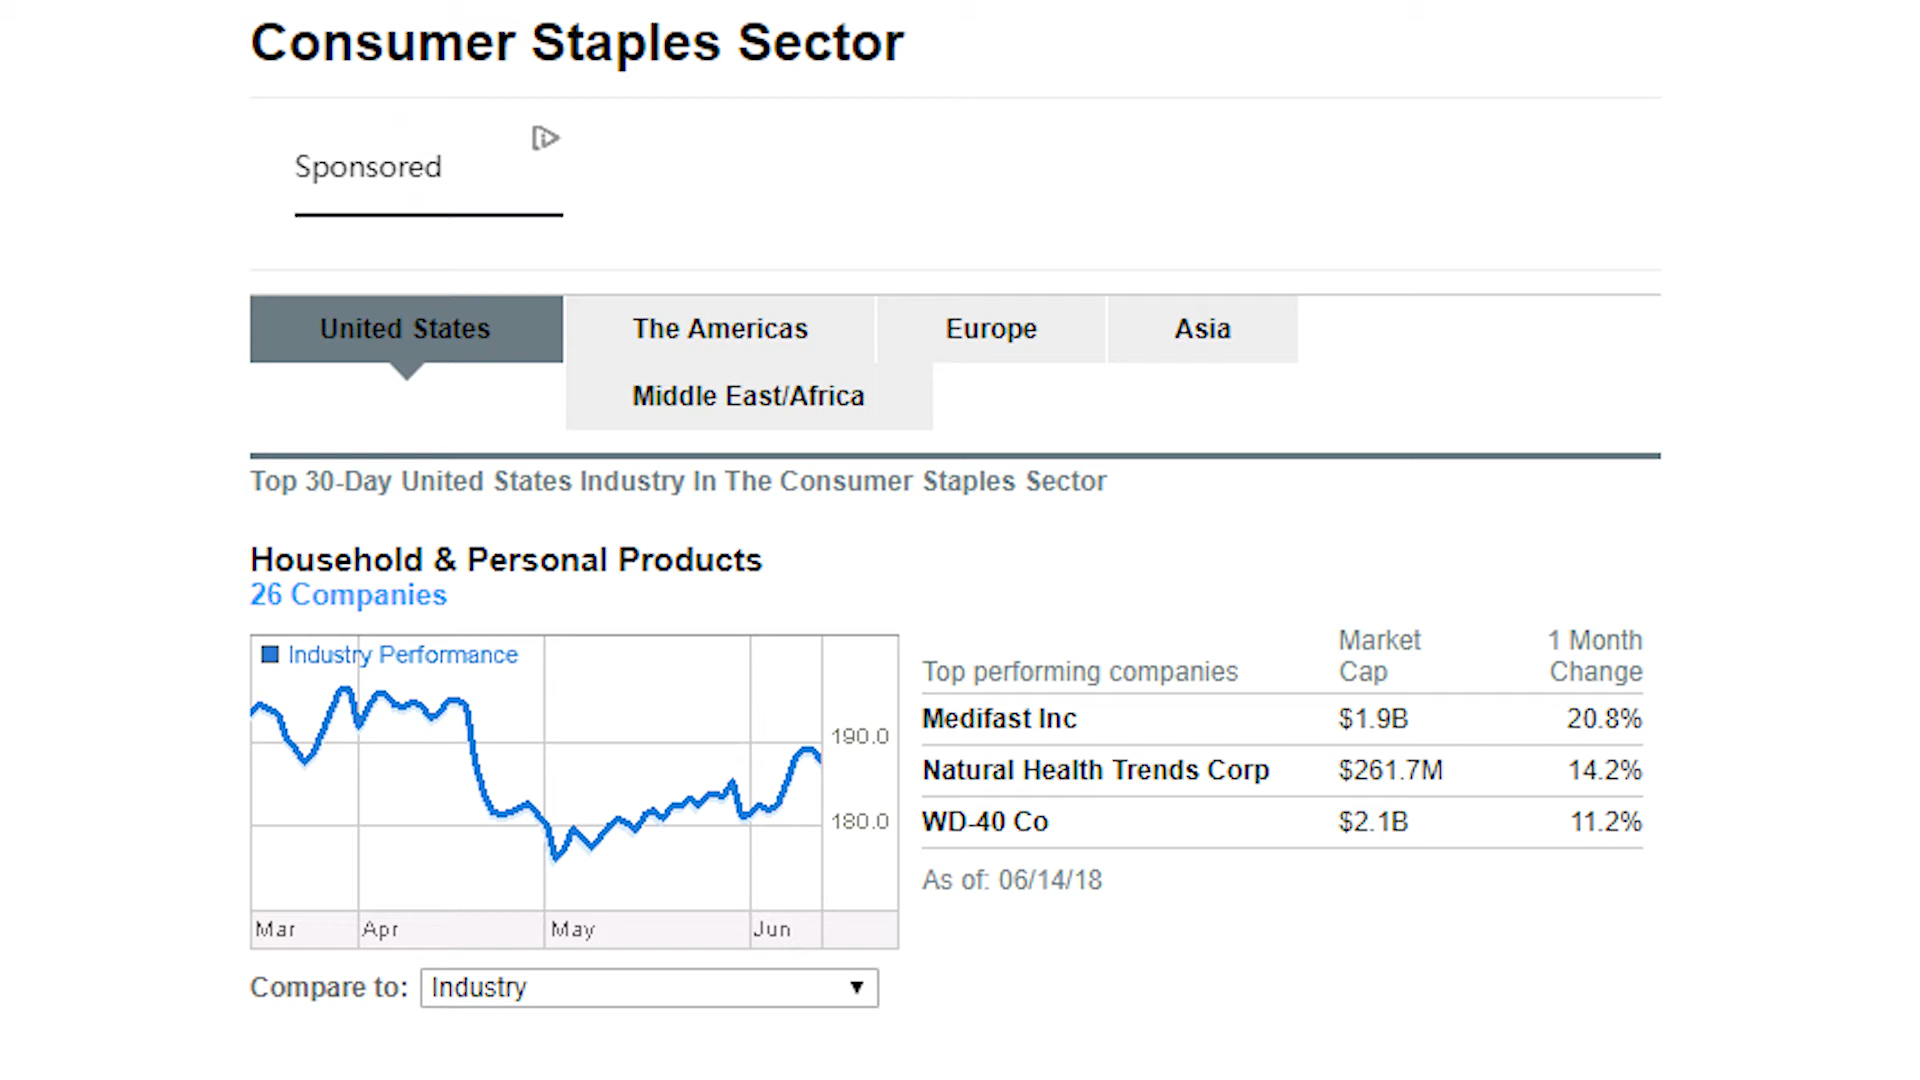 Consumer Staples Sector
Sponsored
United States
The Americas
Europe
Asia
Middle East/Africa
Top 30-Day United States Industry In The Consumer Staples Sector
Household & Personal Products
26 Companies
Industry Performance
190.0
180.0
Mar Apr May Jun
Compare to: Industry
Top performing companies Market Cap 1 Month Change
Medifast Inc $1.9B 20.8%
Natural Health Trends Corp $261.7M 14.2%
WD-40 Co $2.1B 11.2%
As of: 06/14/18